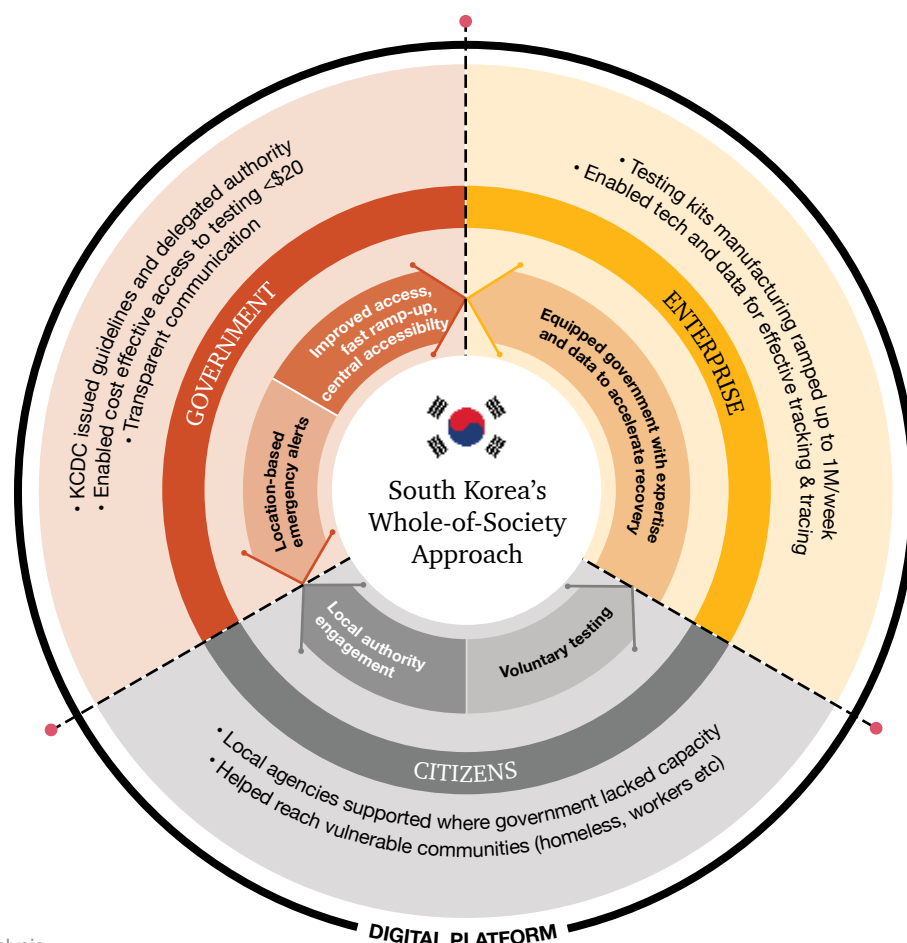 • KCDC issued guidelines and delegated authority
• Enabled cost effective access to testing <$20
• Transparent communication
GOVERNMENT
Improved access,
fast ramp-up,
central accessibilty
Location-based
emergency alerts
• Testing kits manufacturing ramped up to 1M/week
• Enabled tech and data for effective tracking & tracing
ENTERPRISE
Equipped government with expertise
and data to accelerate recovery
South Korea's
Whole-of-Society
Approach
Local authority
engagement
Voluntary testing
CITIZENS
• Local agencies supported where government lacked capacity
• Helped reach vulnerable communities (homeless, workers etc)
DIGITAL PLATFORM